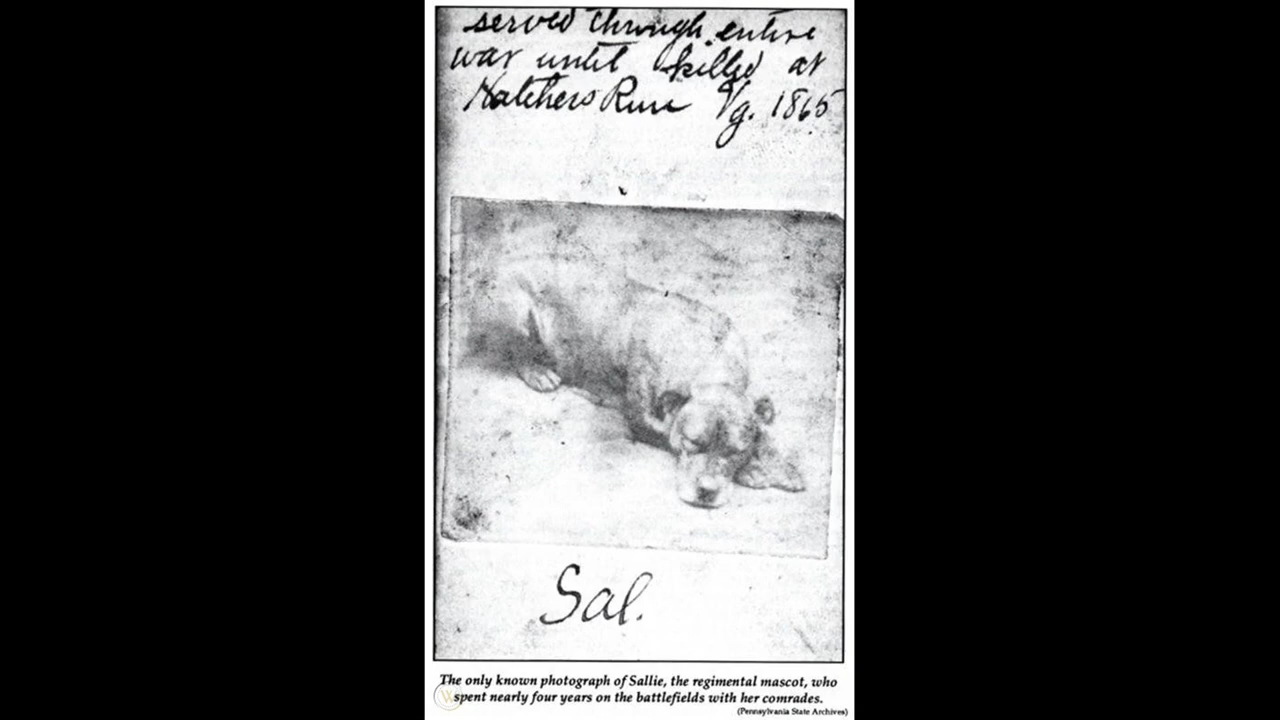 served through entire
war until killed at
Hatchers Run Vg. 1865
Sal.
The only known photograph of Sallie, the regimental mascot, who
spent nearly four years on the battlefields with her comrades.
(Pennsylvania State Archives)